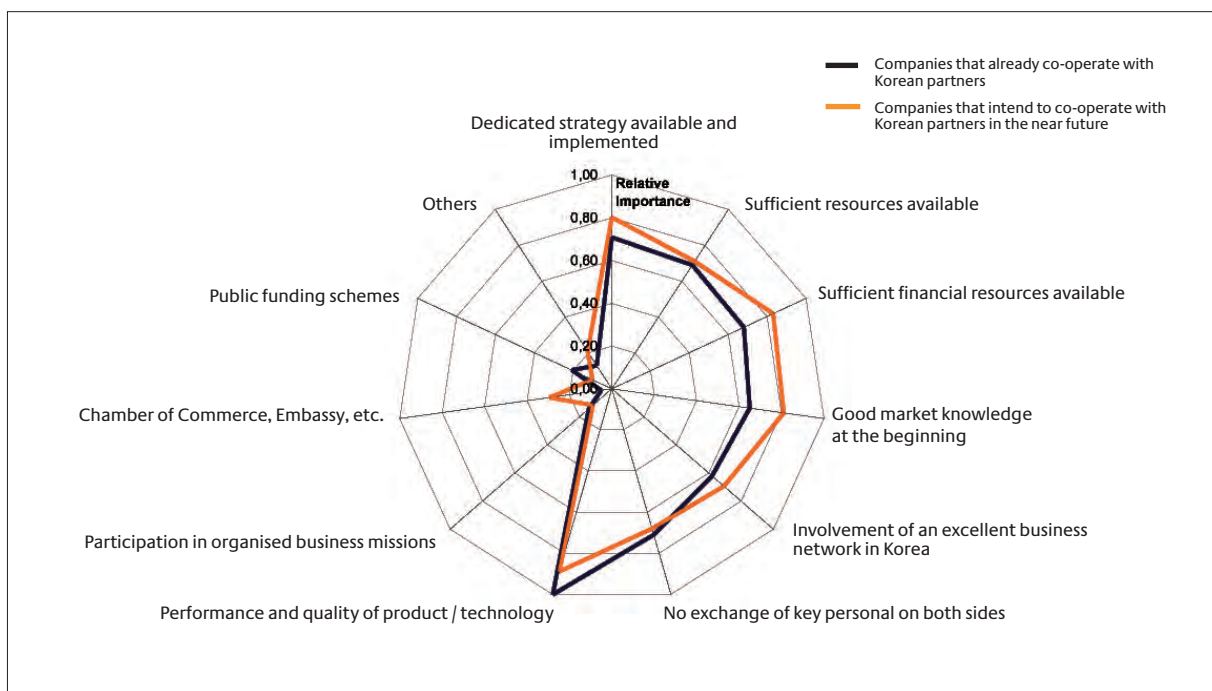 Companies that already co-operate with
Korean partners
Companies that intend to co-operate with
Korean partners in the near future
Dedicated strategy available and
implemented
1,00
Relative
Importance
0,80
0,60
0,40
0,20
0,00
Others
Sufficient resources available
Public funding schemes
Sufficient financial resources available
Chamber of Commerce, Embassy, etc.
Good market knowledge
at the beginning
Participation in organised business missions
Involvement of an excellent business
network in Korea
Performance and quality of product / technology
No exchange of key personal on both sides